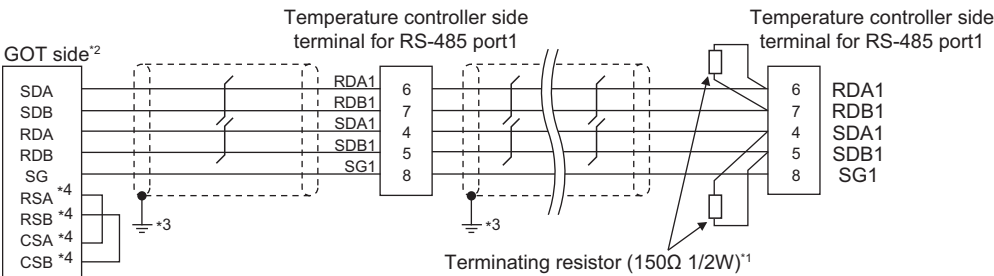 Temperature controller side
terminal for RS-485 port1
Temperature controller side
terminal for RS-485 port1
GOT side*2
SDA
SDB
RDA
RDB
SG
RSA *4
RSB *4
CSA *4
CSB *4
RDA1
RDB1
SDA1
SDB1
SG1
6
7
4
5
8
6
7
4
5
8
RDA1
RDB1
SDA1
SDB1
SG1
*3
*3
Terminating resistor (150Ω 1/2W)*1